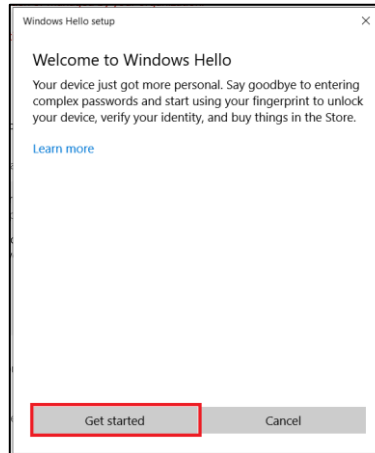 Windows Hello setup
Welcome to Windows Hello
Your device just got more personal. Say goodbye to entering
complex passwords and start using your fingerprint to unlock
your device, verify your identity, and buy things in the Store.
Learn more
Get started
Cancel